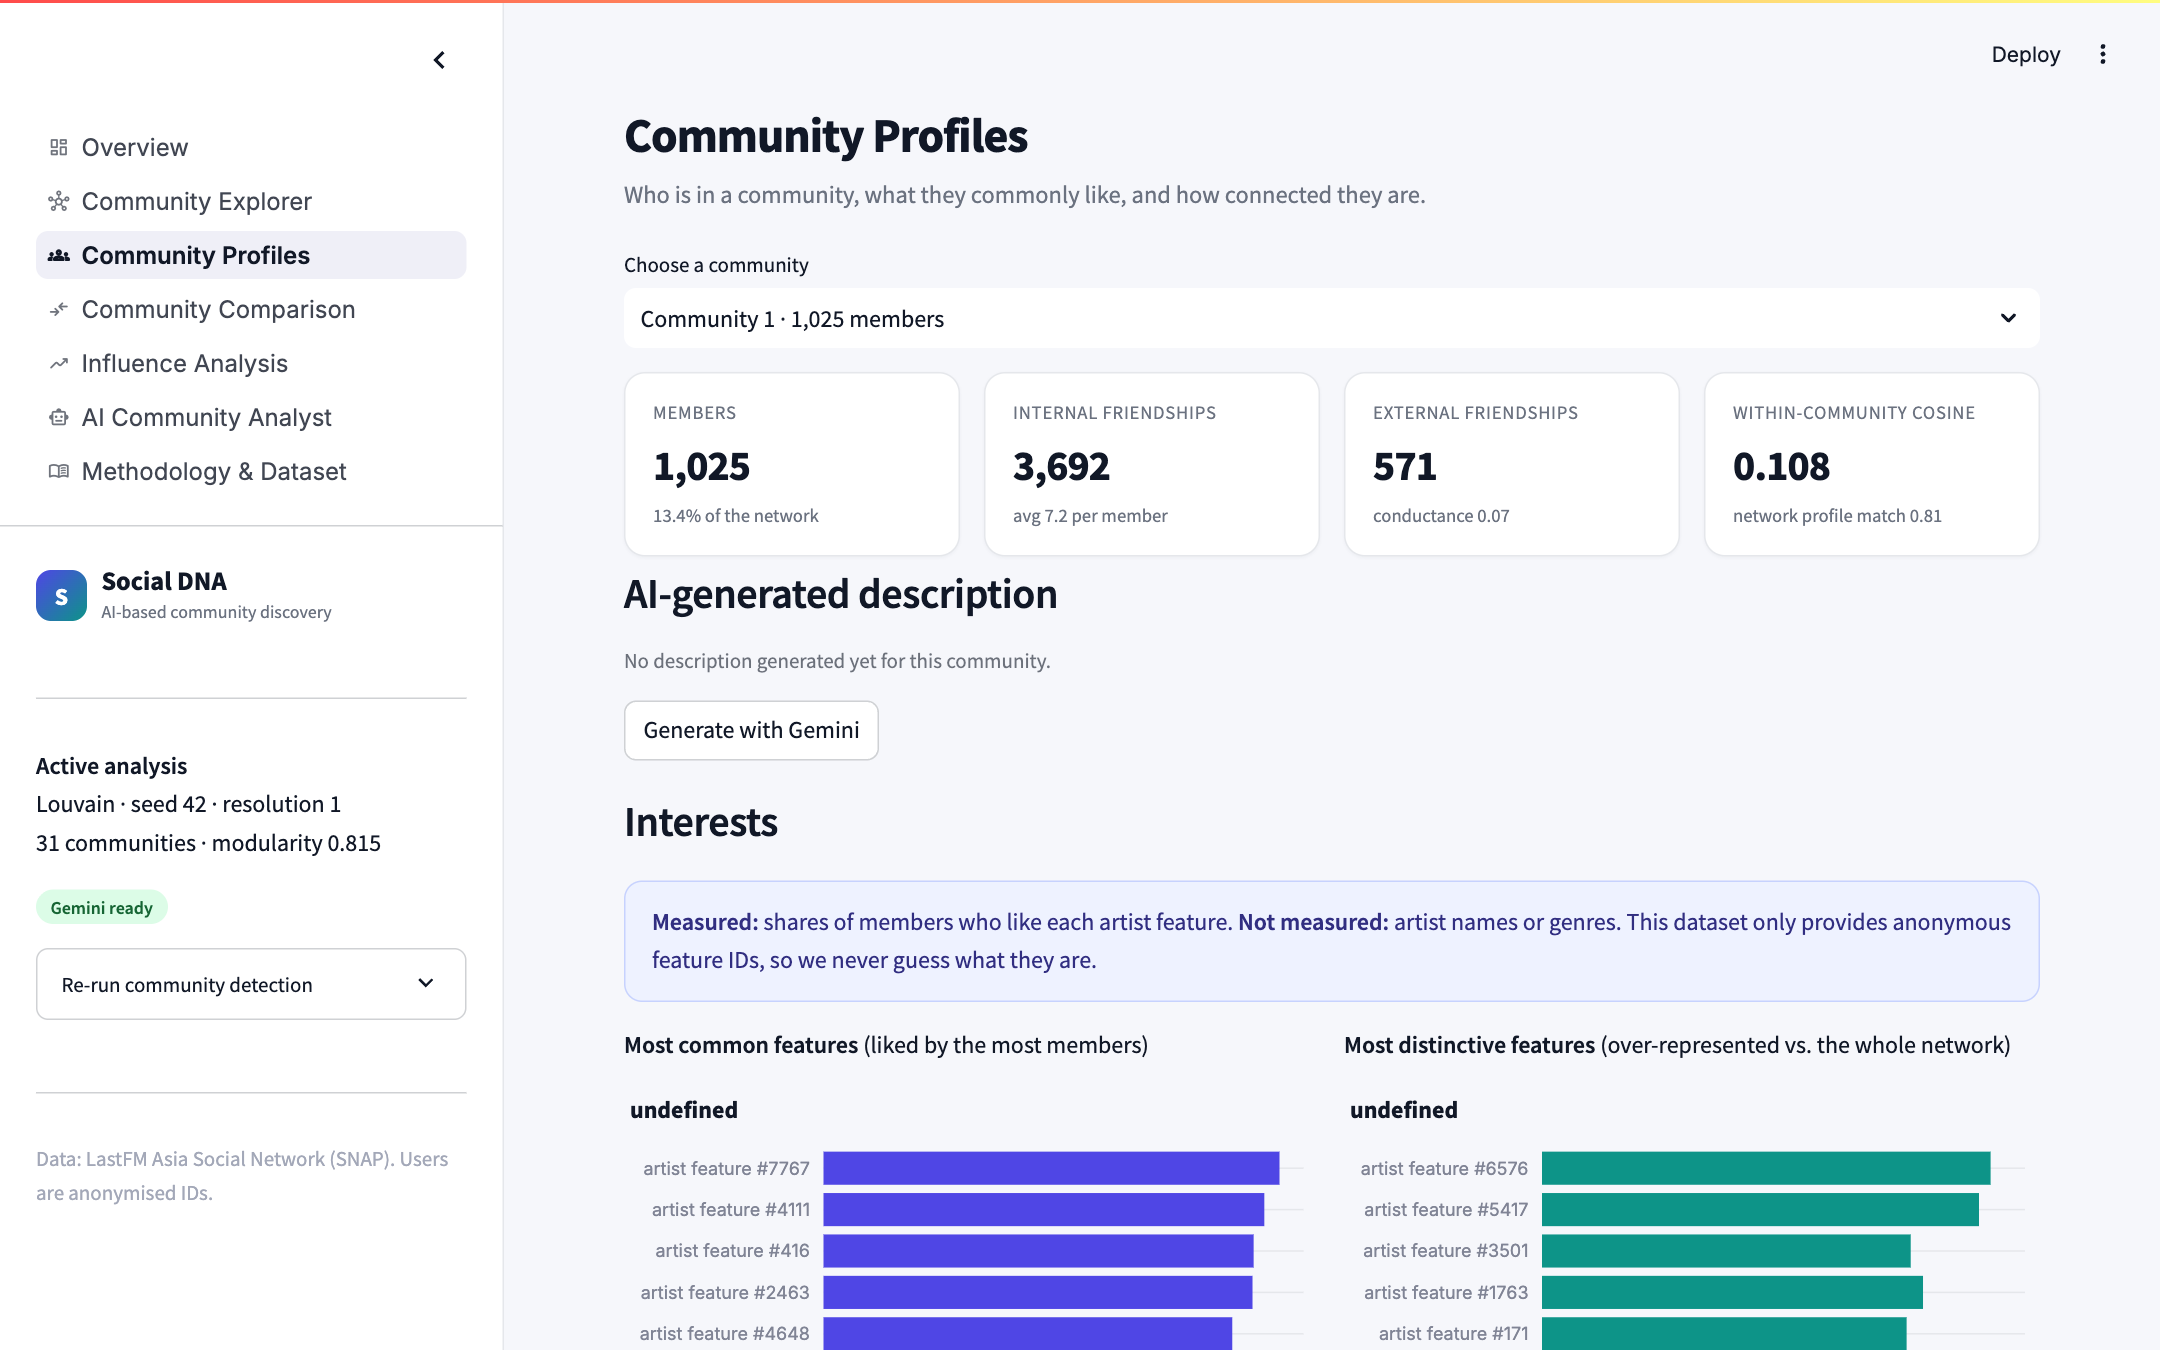 Overview
Community Explorer
Community Profiles
Community Comparison
Influence Analysis
AI Community Analyst
Methodology & Dataset
S
Social DNA
AI-based community discovery
Active analysis
Louvain · seed 42 · resolution 1
31 communities · modularity 0.815
Gemini ready
Re-run community detection
Data: LastFM Asia Social Network (SNAP). Users
are anonymised IDs.
Deploy
Community Profiles
Who is in a community, what they commonly like, and how connected they are.
Choose a community
Community 1 · 1,025 members
MEMBERS
1,025
13.4% of the network
INTERNAL FRIENDSHIPS
3,692
avg 7.2 per member
EXTERNAL FRIENDSHIPS
571
conductance 0.07
WITHIN-COMMUNITY COSINE
0.108
network profile match 0.81
AI-generated description
No description generated yet for this community.
Generate with Gemini
Interests
Measured: shares of members who like each artist feature. Not measured: artist names or genres. This dataset only provides anonymous
feature IDs, so we never guess what they are.
Most common features (liked by the most members)
undefined
artist feature #7767
artist feature #4111
artist feature #416
artist feature #2463
artist feature #4648
Most distinctive features (over-represented vs. the whole network)
undefined
artist feature #6576
artist feature #5417
artist feature #3501
artist feature #1763
artist feature #171